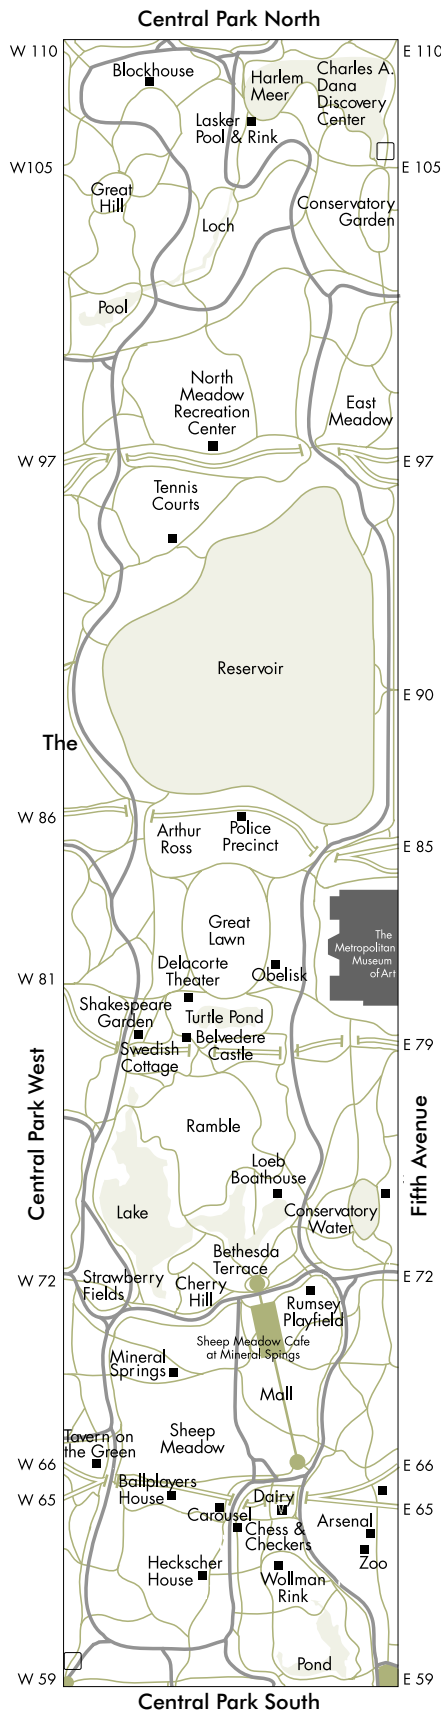 Central Park North
W 110
E 110
Blockhouse
Harlem
Meer
Charles A.
Dana
Discovery
Center
Lasker
Pool & Rink
W105
E 105
Great
Hill
Loch
Conservatory
Garden
Pool
North
Meadow
Recreation
Center
East
Meadow
W 97
E 97
Tennis
Courts
Reservoir
E 90
The
W 86
Arthur
Ross
Police
Precinct
E 85
Great
Lawn
The
Metropolitan
Museum
of Art
Delacorte
Theater
Obelisk
W 81
Shakespeare
Garden
Turtle Pond
Swedish
Cottage
Belvedere
Castle
E 79
Central Park West
Fifth Avenue
Ramble
Loeb
Boathouse
Lake
Conservatory
Water
Bethesda
Terrace
W 72
E 72
Strawberry
Fields
Cherry
Hill
Rumsey
Playfield
Sheep Meadow Cafe
at Mineral Spings
Mineral
Springs
Mall
Tavern on
the Green
Sheep
Meadow
W 66
E 66
Ballplayers
House
W 65
E 65
Dairy
Carousel
Chess &
Checkers
Arsenal
Zoo
Heckscher
House
Wollman
Rink
Pond
W 59
E 59
Central Park South